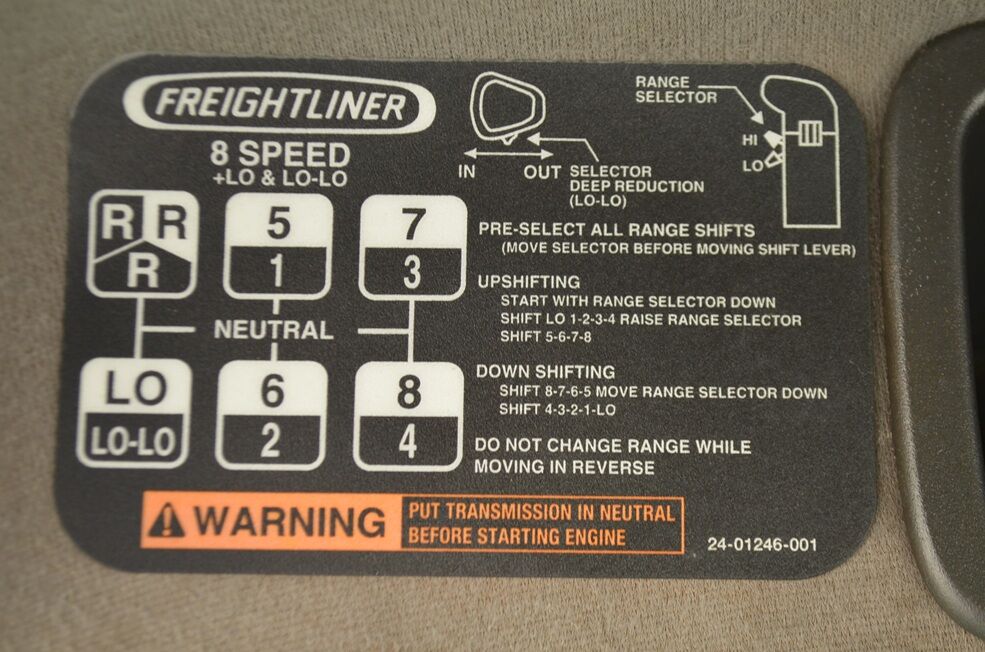 FREIGHTLINER
8 SPEED
+LO & LO-LO
IN OUT
SELECTOR
DEEP REDUCTION
(LO-LO)
RANGE
SELECTOR
HI
LO
R R
R
5
1
7
3
NEUTRAL
LO
LO-LO
6
2
8
4
PRE-SELECT ALL RANGE SHIFTS
(MOVE SELECTOR BEFORE MOVING SHIFT LEVER)
UPSHIFTING
START WITH RANGE SELECTOR DOWN
SHIFT LO 1-2-3-4 RAISE RANGE SELECTOR
SHIFT 5-6-7-8
DOWN SHIFTING
SHIFT 8-7-6-5 MOVE RANGE SELECTOR DOWN
SHIFT 4-3-2-1-LO
DO NOT CHANGE RANGE WHILE
MOVING IN REVERSE
WARNING
PUT TRANSMISSION IN NEUTRAL
BEFORE STARTING ENGINE
24-01246-001